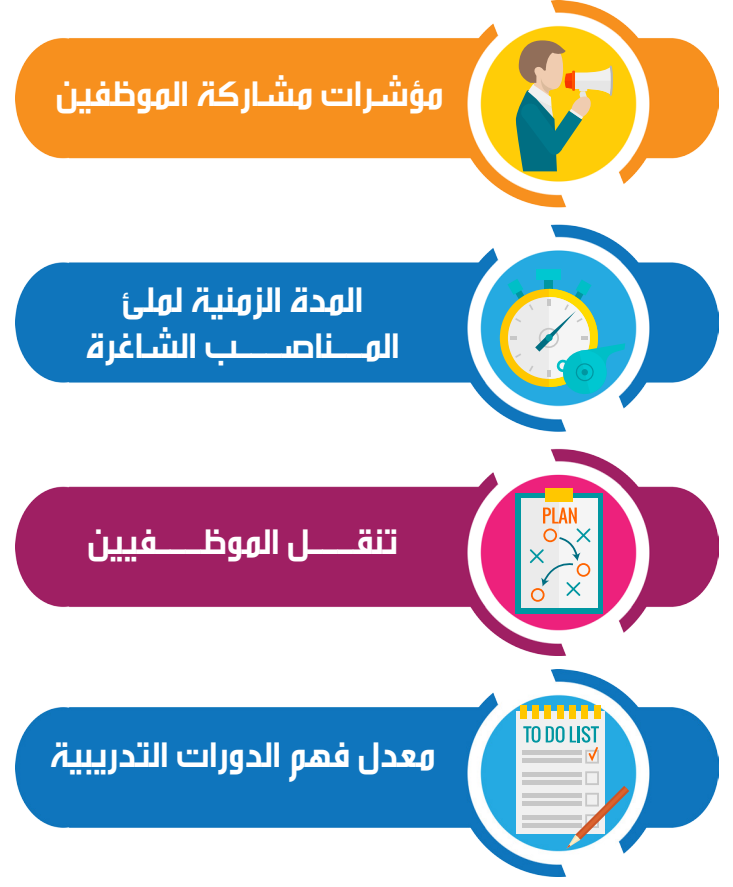 مؤشرات مشاركة الموظفين
المدة الزمنية لملئ
المناصب الشاغرة
تنقل الموظفيين
PLAN
معدل فهم الدورات التدريبية
TO DO LIST